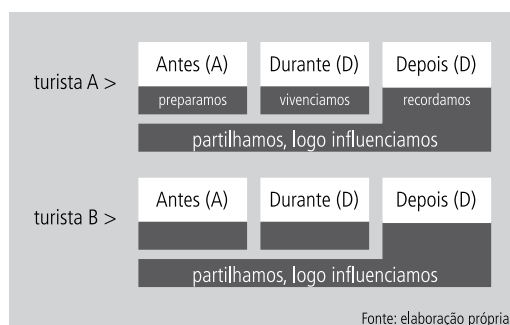 turista A >
Antes (A) Durante (D) Depois (D)
preparamos vivenciamos recordamos
partilhamos, logo influenciamos
turista B >
Antes (A) Durante (D) Depois (D)
partilhamos, logo influenciamos
Fonte: elaboração própria